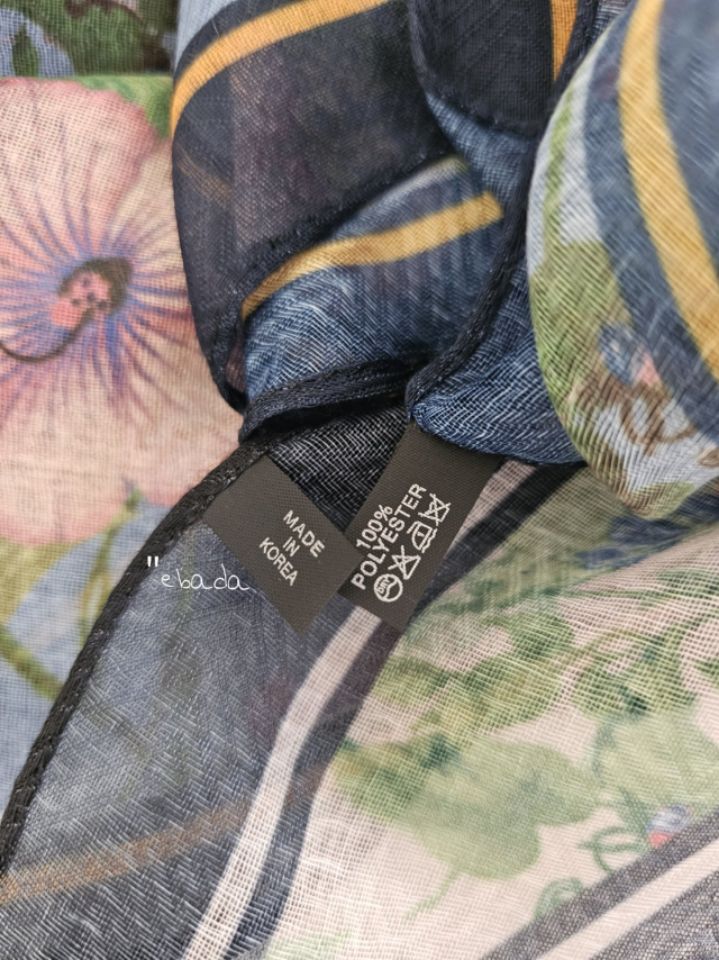 MADE
IN
KOREA
100%
POLYESTER
"ebada